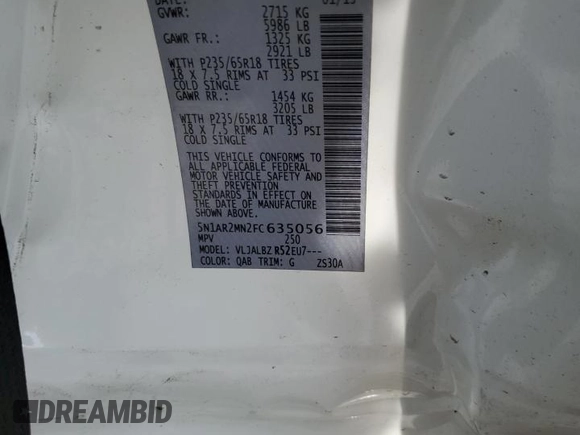 GVWR: 2715 KG
5986 LB
GAWR FR.: 1325 KG
2921 LB
WITH P235/65R18 TIRES
18 X 7.5 RIMS AT 33 PSI
COLD SINGLE
GAWR RR.: 1454 KG
3205 LB
WITH P235/65R18 TIRES
18 X 7.5 RIMS AT 33 PSI
COLD SINGLE
THIS VEHICLE CONFORMS TO
ALL APPLICABLE FEDERAL
MOTOR VEHICLE SAFETY AND
THEFT PREVENTION
STANDARDS IN EFFECT ON
THE DATE OF MANUFACTURE
SHOWN ABOVE.
5N1AR2MN2FC635056
MPV 250
MODEL: VLJALBZ R52EU7---
COLOR: QAB TRIM: G ZS30A
DREAMBID